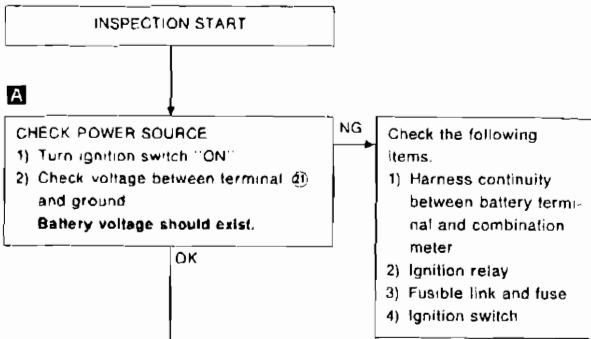 INSPECTION START
A
CHECK POWER SOURCE
1) Turn ignition switch "ON"
2) Check voltage between terminal ㉑
and ground
Battery voltage should exist.
NG
OK
Check the following
items.
1) Harness continuity
between battery termi-
nal and combination
meter
2) Ignition relay
3) Fusible link and fuse
4) Ignition switch